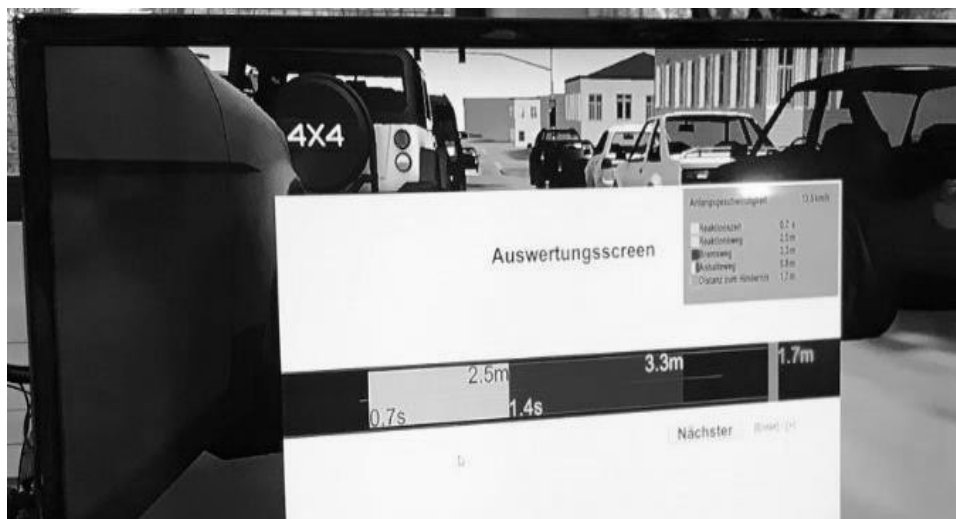 4X4
Anfangsgeschwindigkeit
Auswertungsscreen
Reaktionszeit 0,7 s
Reaktionsweg 2,5 m
Bremsweg 3,3 m
Anhalteweg 5,8 m
Distanz zum Hindernis 1,7 m
2.5m 3.3m 1.7m
0.7s 1.4s
Nächster